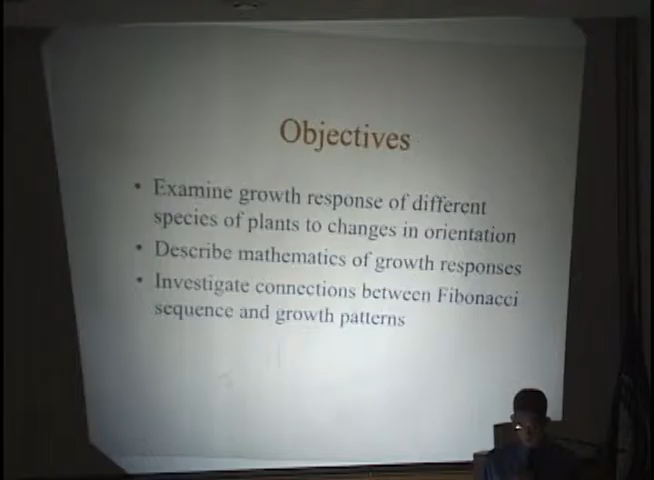 Objectives
• Examine growth response of different
species of plants to changes in orientation
• Describe mathematics of growth responses
• Investigate connections between Fibonacci
sequence and growth patterns